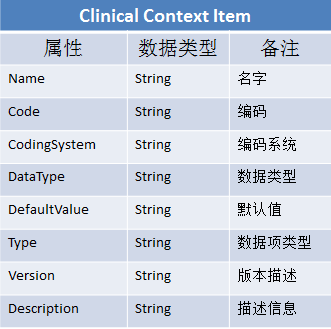 Clinical Context Item
属性 数据类型 备注
Name String 名字
Code String 编码
CodingSystem String 编码系统
DataType String 数据类型
DefaultValue String 默认值
Type String 数据项类型
Version String 版本描述
Description String 描述信息